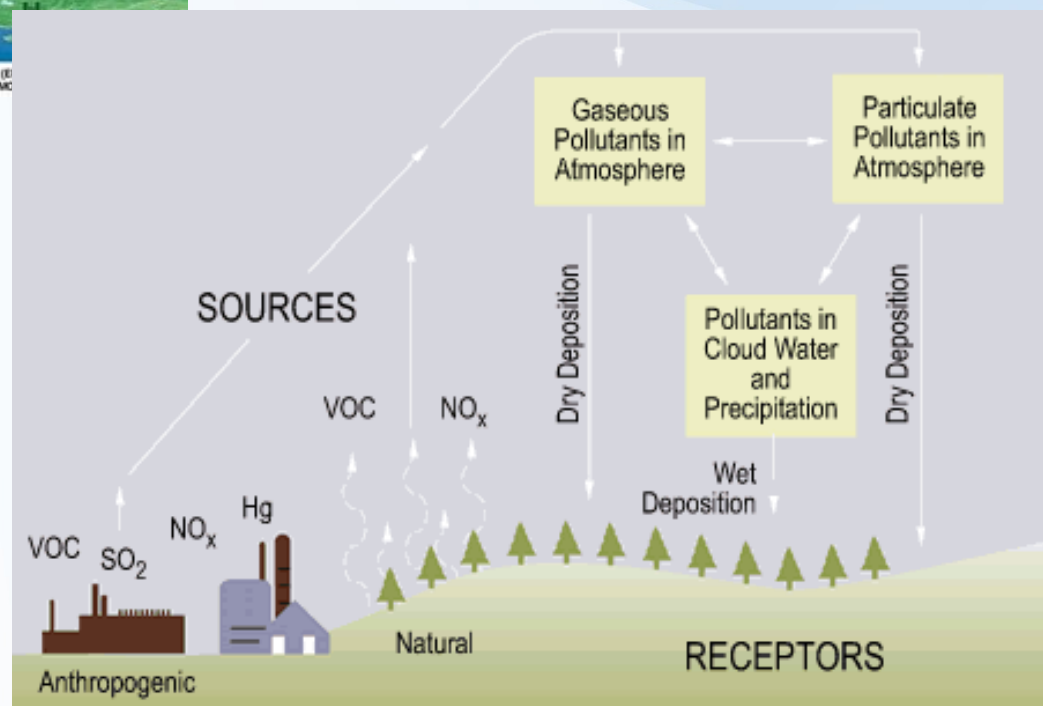 Gaseous
Pollutants in
Atmosphere
Particulate
Pollutants in
Atmosphere
SOURCES
Dry Deposition
Pollutants in
Cloud Water
and
Precipitation
Dry Deposition
VOC
NOx
Wet
Deposition
VOC
SO2
NOx
Hg
Natural
RECEPTORS
Anthropogenic